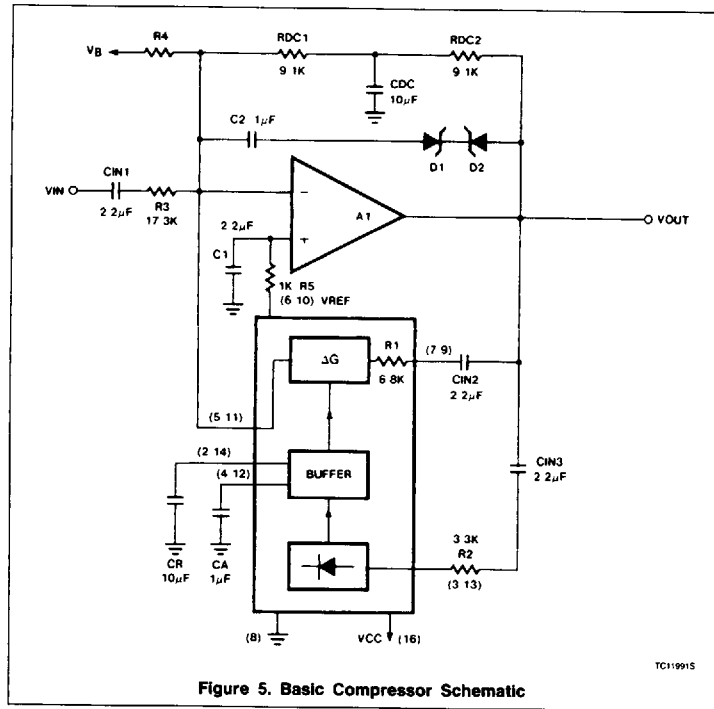 R4
RDC1
RDC2
VB
9 1K
9 1K
CDC
10µF
C2 1µF
D1 D2
CIN1
VIN
2 2µF
R3
17 3K
−
A1
+
VOUT
2 2µF
C1
1K R5
(6 10) VREF
ΔG
R1
6 8K
(7 9)
CIN2
2 2µF
(5 11)
(2 14)
(4 12)
BUFFER
CIN3
2 2µF
3 3K
R2
(3 13)
CR
10µF
CA
1µF
(8)
VCC
(16)
TC11991S
Figure 5. Basic Compressor Schematic